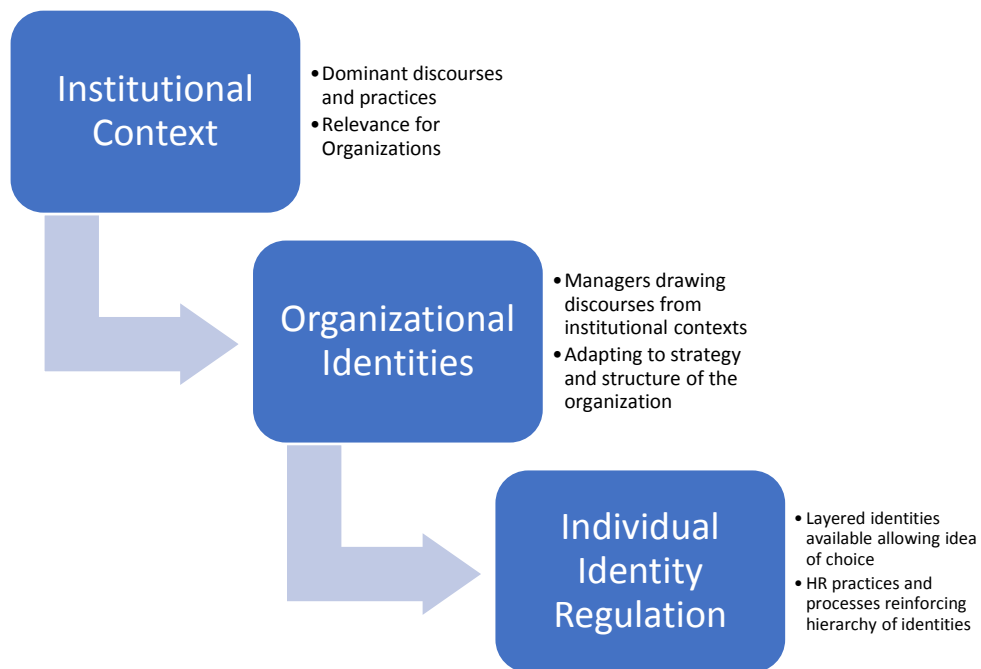 Institutional
Context
•Dominant discourses
and practices
•Relevance for
Organizations
Organizational
Identities
•Managers drawing
discourses from
institutional contexts
•Adapting to strategy
and structure of the
organization
Individual
Identity
Regulation
• Layered identities
available allowing idea
of choice
• HR practices and
processes reinforcing
hierarchy of identities